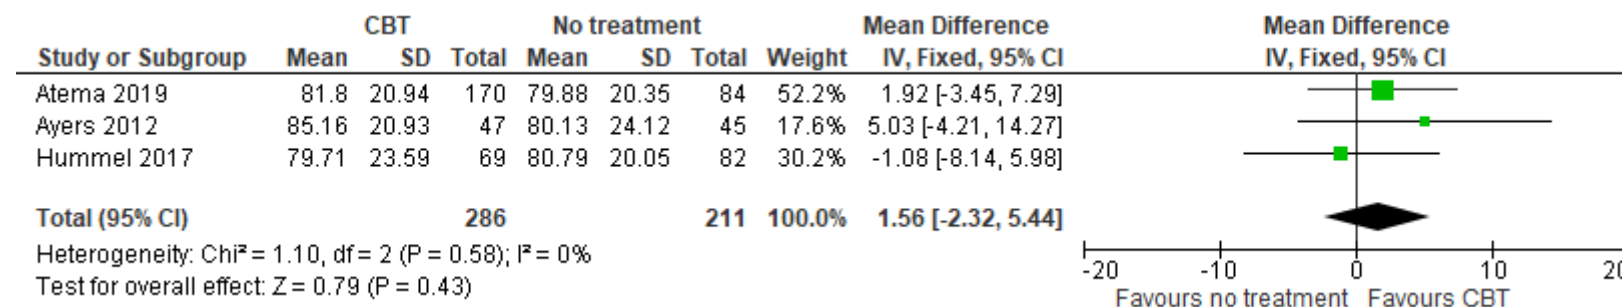 CBT No treatment Mean Difference Mean Difference
Study or Subgroup Mean SD Total Mean SD Total Weight IV, Fixed, 95% CI IV, Fixed, 95% CI
Atema 2019 81.8 20.94 170 79.88 20.35 84 52.2% 1.92 [-3.45, 7.29]
Ayers 2012 85.16 20.93 47 80.13 24.12 45 17.6% 5.03 [-4.21, 14.27]
Hummel 2017 79.71 23.59 69 80.79 20.05 82 30.2% -1.08 [-8.14, 5.98]
Total (95% CI) 286 211 100.0% 1.56 [-2.32, 5.44]
Heterogeneity: Chi² = 1.10, df = 2 (P = 0.58); I² = 0%
Test for overall effect: Z = 0.79 (P = 0.43)
-20 -10 0 10 20
Favours no treatment Favours CBT